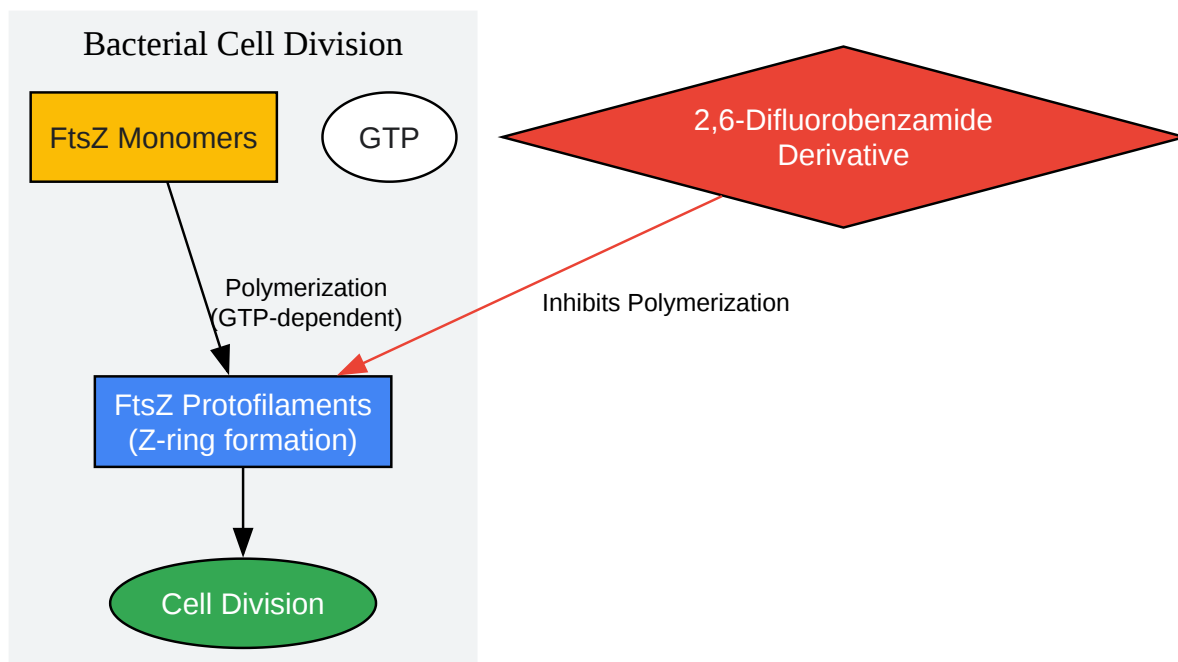 Bacterial Cell Division
FtsZ Monomers
GTP
2,6-Difluorobenzamide
Derivative
Polymerization
(GTP-dependent)
Inhibits Polymerization
FtsZ Protofilaments
(Z-ring formation)
Cell Division